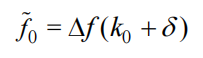 f̃₀ = Δf(k₀ + δ)